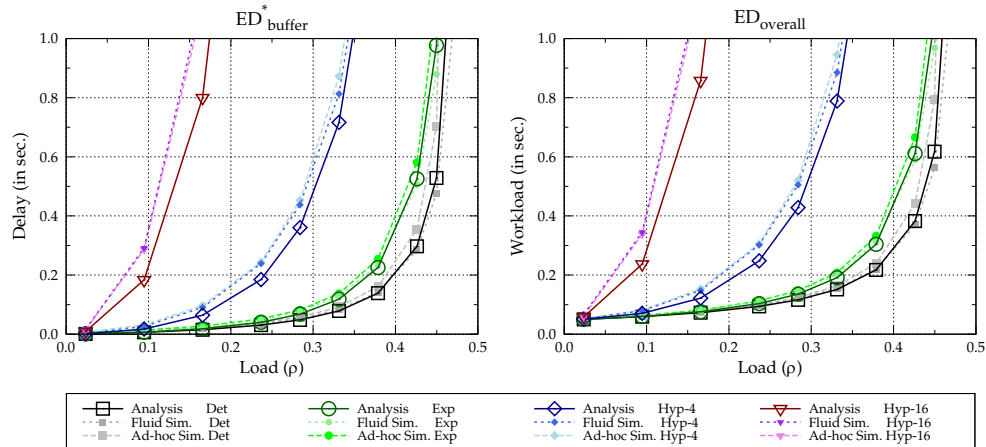 ED*buffer
EDoverall
Delay (in sec.)
1.0
0.8
0.6
0.4
0.2
0.0
0.0 0.1 0.2 0.3 0.4 0.5
Load (ρ)
Workload (in sec.)
1.0
0.8
0.6
0.4
0.2
0.0
0.0 0.1 0.2 0.3 0.4 0.5
Load (ρ)
Analysis Det
Fluid Sim. Det
Ad-hoc Sim. Det
Analysis Exp
Fluid Sim. Exp
Ad-hoc Sim. Exp
Analysis Hyp-4
Fluid Sim. Hyp-4
Ad-hoc Sim. Hyp-4
Analysis Hyp-16
Fluid Sim. Hyp-16
Ad-hoc Sim. Hyp-16